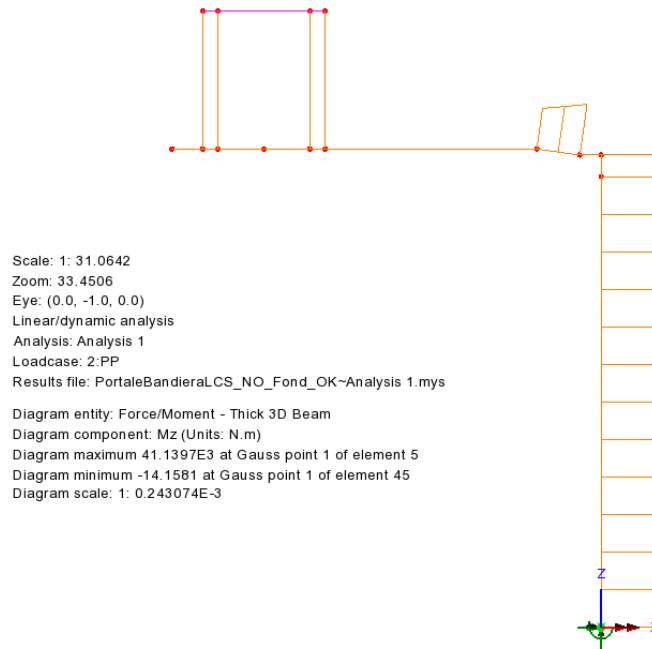 Scale: 1: 31.0642
Zoom: 33.4506
Eye: (0.0, -1.0, 0.0)
Linear/dynamic analysis
Analysis: Analysis 1
Loadcase: 2:PP
Results file: PortaleBandieraLCS_NO_Fond_OK~Analysis 1.mys
Diagram entity: Force/Moment - Thick 3D Beam
Diagram component: Mz (Units: N.m)
Diagram maximum 41.1397E3 at Gauss point 1 of element 5
Diagram minimum -14.1581 at Gauss point 1 of element 45
Diagram scale: 1: 0.243074E-3
Z